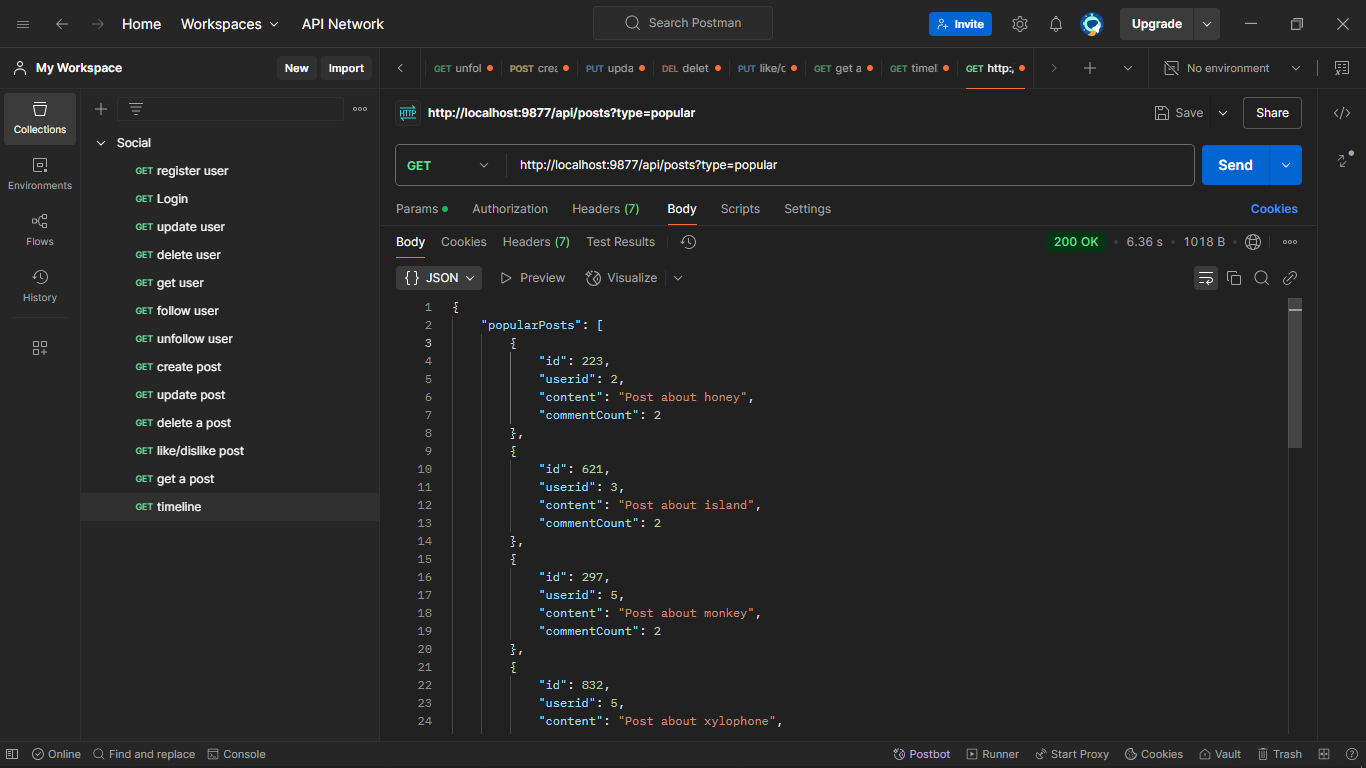 Home Workspaces API Network Search Postman Invite Upgrade
My Workspace New Import
GET unfol POST crea PUT upda DEL delet PUT like/d GET get a GET timel GET http:/ No environment
Collections
Environments
Flows
History
Social
GET register user
GET Login
GET update user
GET delete user
GET get user
GET follow user
GET unfollow user
GET create post
GET update post
GET delete a post
GET like/dislike post
GET get a post
GET timeline
HTTP http://localhost:9877/api/posts?type=popular Save Share
GET http://localhost:9877/api/posts?type=popular Send
Params Authorization Headers (7) Body Scripts Settings Cookies
Body Cookies Headers (7) Test Results 200 OK 6.36 s 1018 B
{} JSON Preview Visualize
1 {
2 "popularPosts": [
3 {
4 "id": 223,
5 "userid": 2,
6 "content": "Post about honey",
7 "commentCount": 2
8 },
9 {
10 "id": 621,
11 "userid": 3,
12 "content": "Post about island",
13 "commentCount": 2
14 },
15 {
16 "id": 297,
17 "userid": 5,
18 "content": "Post about monkey",
19 "commentCount": 2
20 },
21 {
22 "id": 832,
23 "userid": 5,
24 "content": "Post about xylophone",
Online Find and replace Console Postbot Runner Start Proxy Cookies Vault Trash